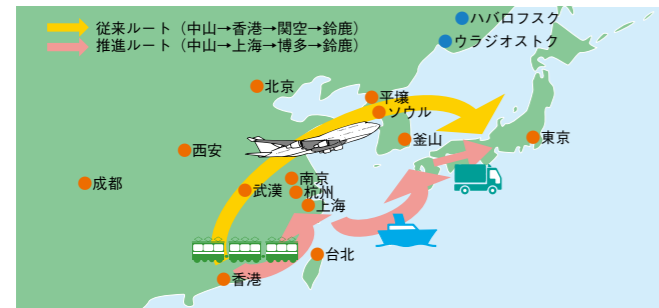 従来ルート（中山→香港→関空→鈴鹿）
推進ルート（中山→上海→博多→鈴鹿）
ハバロフスク
ウラジオストク
北京
平壌
ソウル
釜山
東京
西安
成都
南京
武漢
杭州
上海
台北
香港